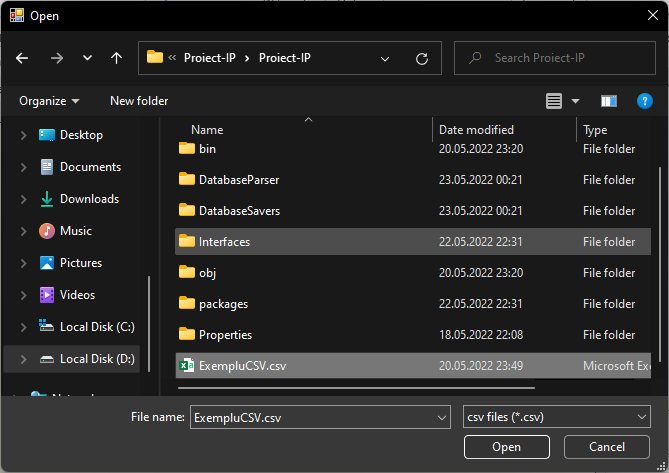 Open
« Proiect-IP > Proiect-IP
Search Proiect-IP
Organize New folder
Name Date modified Type
Desktop
Documents
Downloads
Music
Pictures
Videos
Local Disk (C:)
Local Disk (D:)
bin 20.05.2022 23:20 File folder
DatabaseParser 23.05.2022 00:21 File folder
DatabaseSavers 23.05.2022 00:21 File folder
Interfaces 22.05.2022 22:31 File folder
obj 20.05.2022 23:20 File folder
packages 22.05.2022 22:31 File folder
Properties 18.05.2022 22:08 File folder
ExempluCSV.csv 20.05.2022 23:49 Microsoft Ex
File name: ExempluCSV.csv csv files (*.csv)
Open Cancel